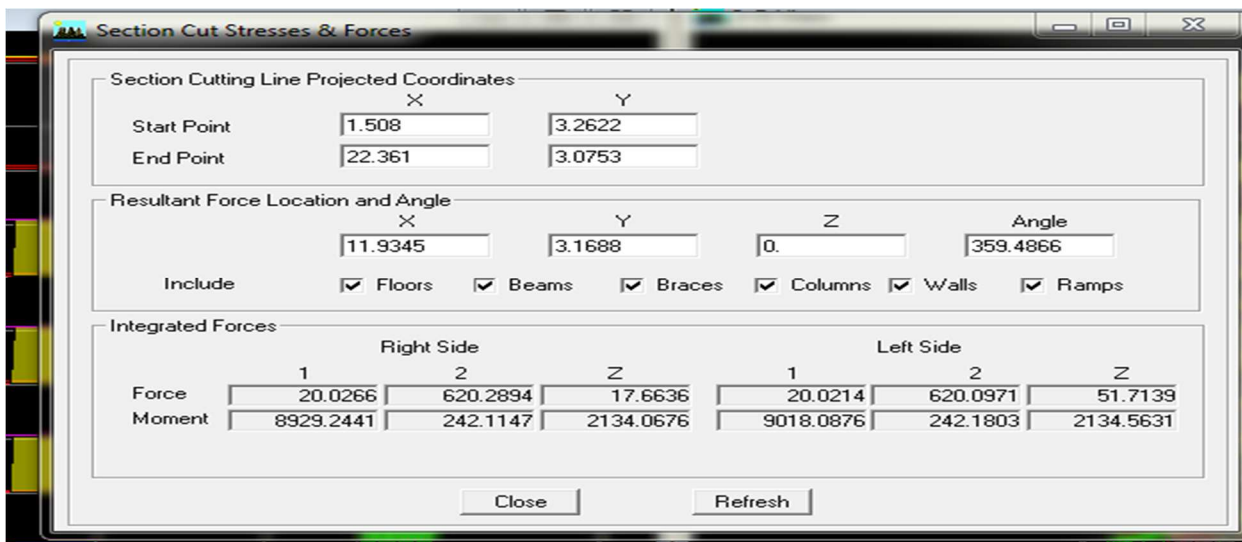 Section Cut Stresses & Forces
Section Cutting Line Projected Coordinates
X Y
Start Point 1.508 3.2622
End Point 22.361 3.0753
Resultant Force Location and Angle
X Y Z Angle
11.9345 3.1688 0. 359.4866
Include Floors Beams Braces Columns Walls Ramps
Integrated Forces
Right Side Left Side
1 2 Z 1 2 Z
Force 20.0266 620.2894 17.6636 20.0214 620.0971 51.7139
Moment 8929.2441 242.1147 2134.0676 9018.0876 242.1803 2134.5631
Close Refresh